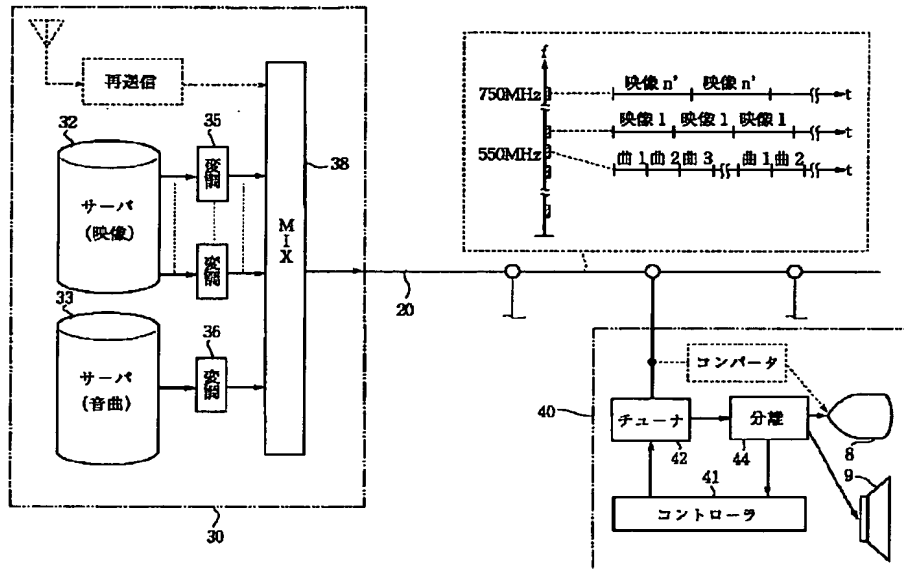 再送信
32
サーバ
(映像)
33
サーバ
(音曲)
35
変調
変調
36
変調
MIX
38
30
20
f
750MHz
550MHz
映像 n' 映像 n' t
映像 1 映像 1 映像 1 t
曲 1 曲 2 曲 3 曲 1 曲 2 t
コンバータ
40
チューナ
42
分離
44
8
9
41
コントローラ